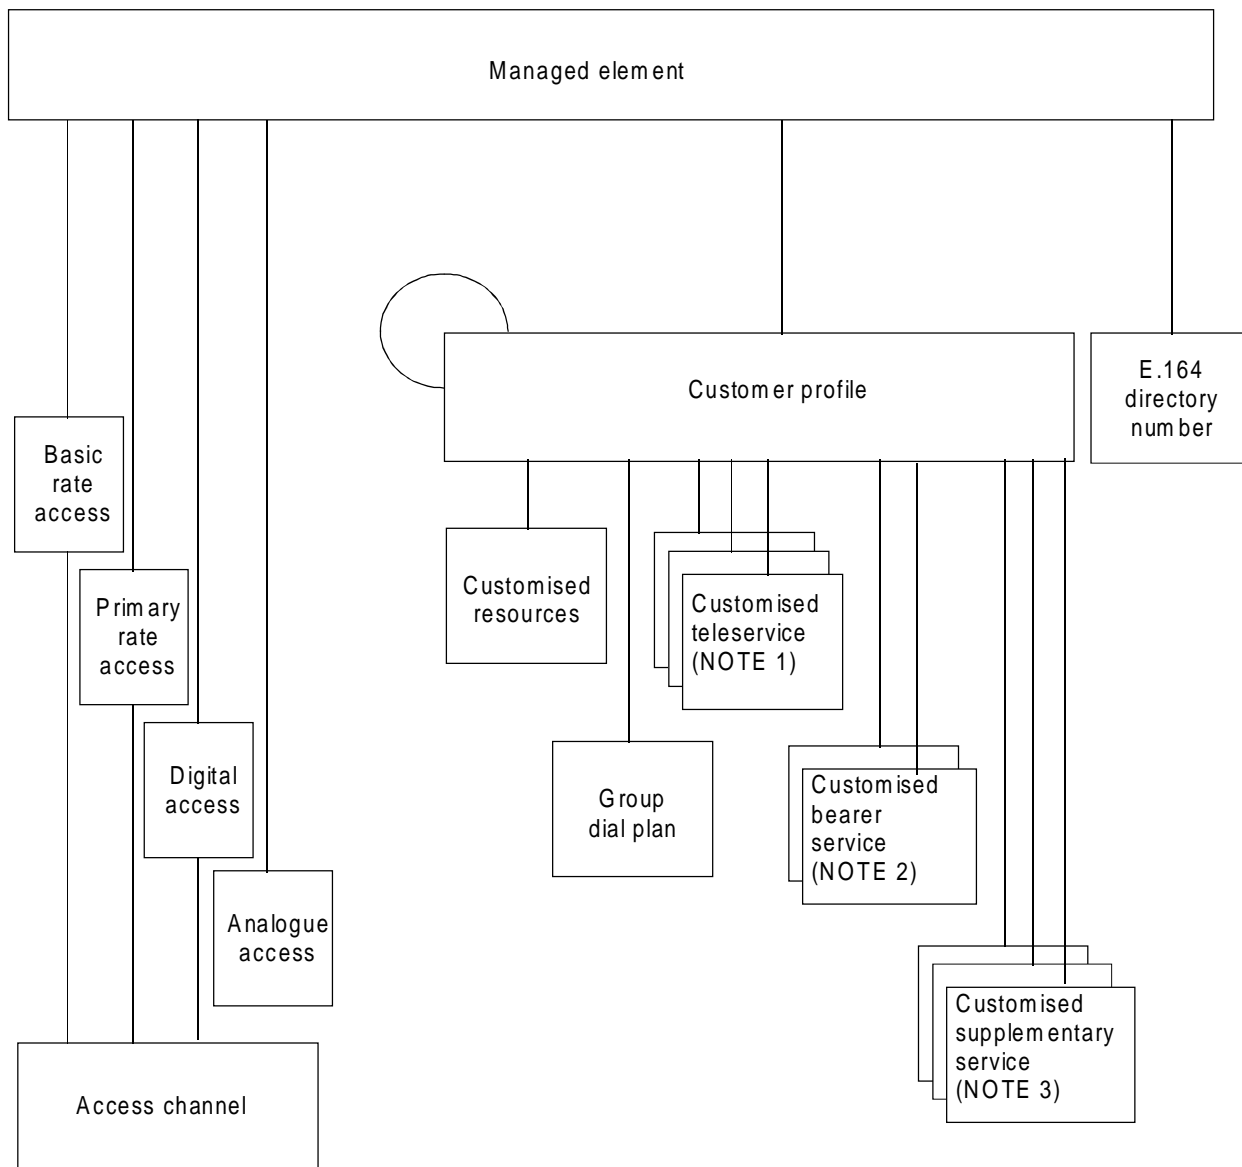 Managed element
Customer profile
E.164
directory
number
Basic
rate
access
Primary
rate
access
Customised
resources
Customised
teleservice
(NOTE 1)
Digital
access
Group
dial plan
Customised
bearer
service
(NOTE 2)
Analogue
access
Customised
supplementary
service
(NOTE 3)
Access channel